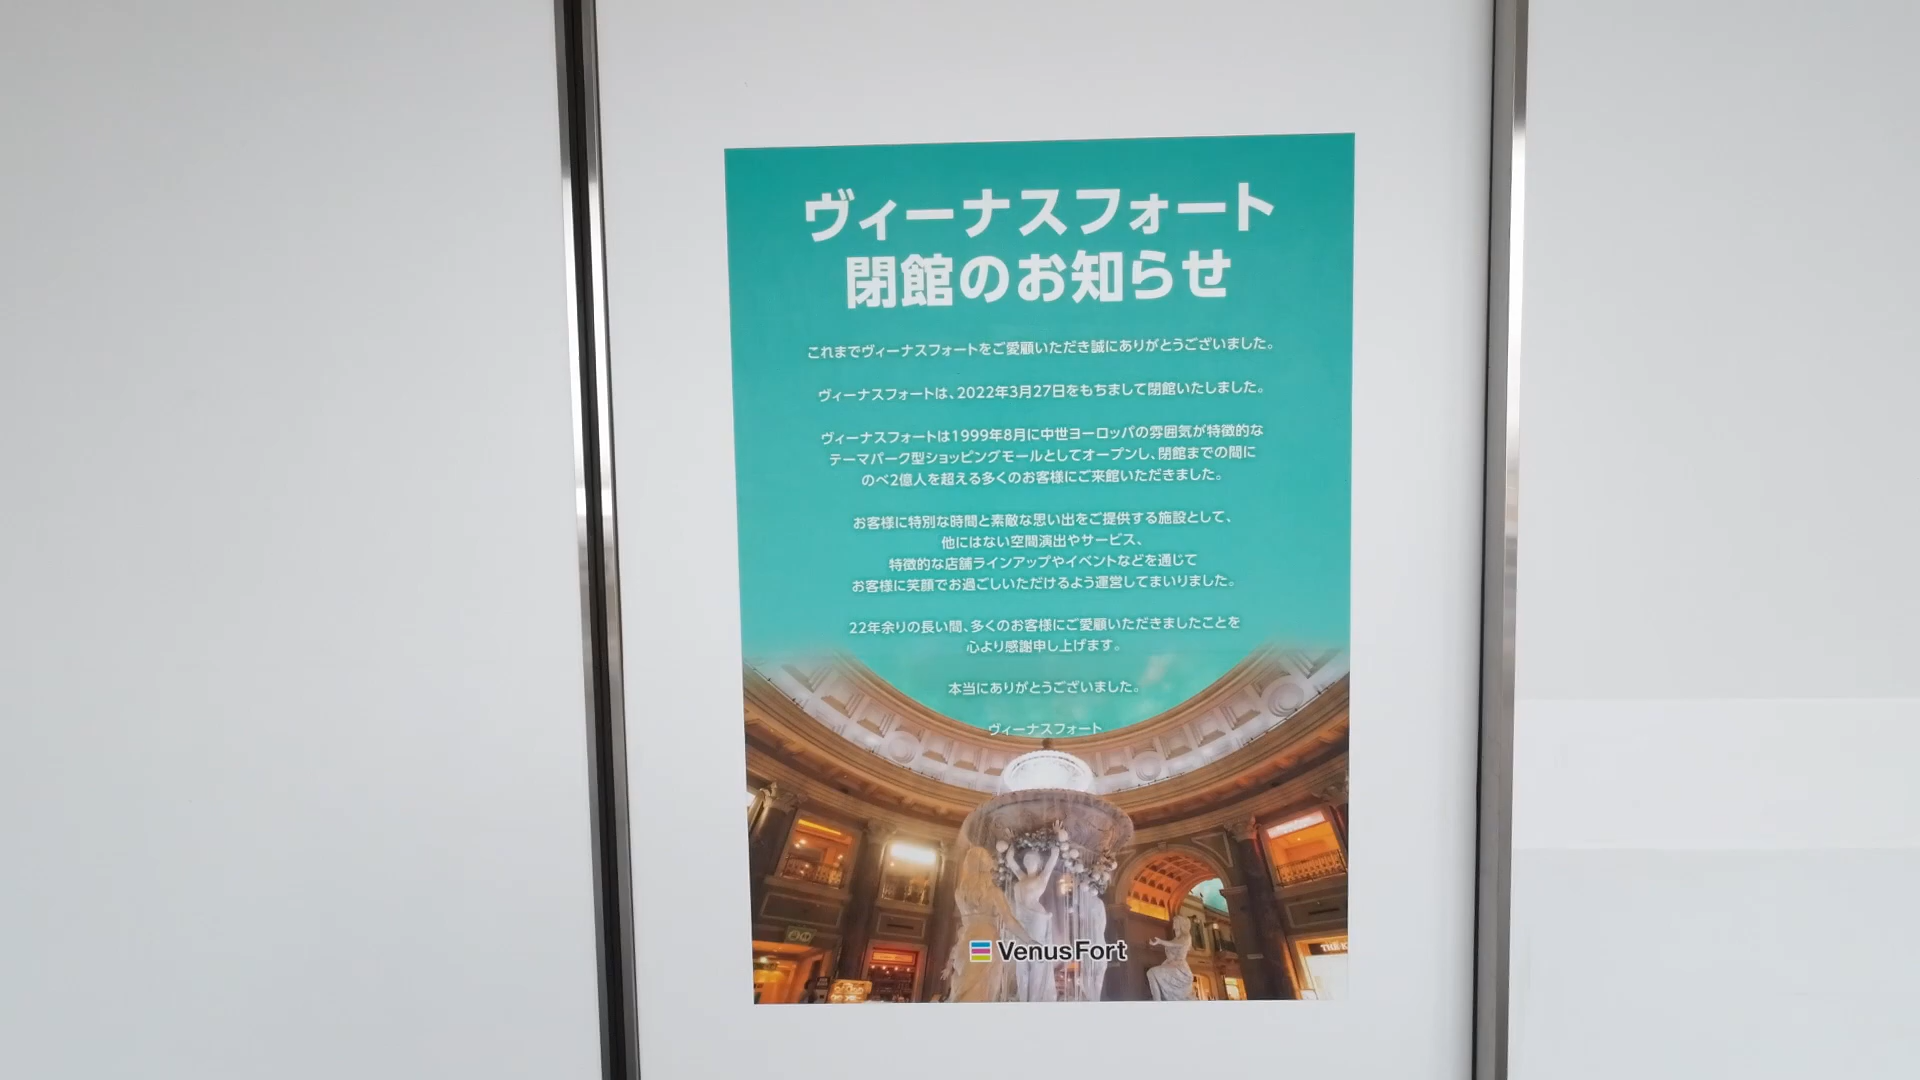 ヴィーナスフォート
閉館のお知らせ
これまでヴィーナスフォートをご愛顧いただき誠にありがとうございました。
ヴィーナスフォートは、2022年3月27日をもちまして閉館いたしました。
ヴィーナスフォートは1999年8月に中世ヨーロッパの雰囲気が特徴的な
テーマパーク型ショッピングモールとしてオープンし、閉館までの間に
のべ2億人を超える多くのお客様にご来館いただきました。
お客様に特別な時間と素敵な思い出をご提供する施設として、
他にはない空間演出やサービス、
特徴的な店舗ラインアップやイベントなどを通じて
お客様に笑顔でお過ごしいただけるよう運営してまいりました。
22年余りの長い間、多くのお客様にご愛顧いただきましたことを
心より感謝申し上げます。
本当にありがとうございました。
ヴィーナスフォート
VenusFort